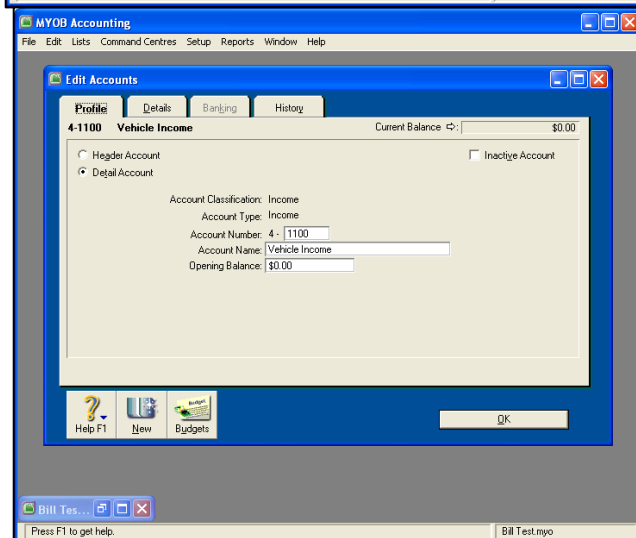 MYOB Accounting
File Edit Lists Command Centres Setup Reports Window Help
Edit Accounts
Profile Details Banking History
4-1100 Vehicle Income Current Balance ⇨: $0.00
Header Account Inactive Account
Detail Account
Account Classification: Income
Account Type: Income
Account Number: 4 - 1100
Account Name: Vehicle Income
Opening Balance: $0.00
Budget
Help F1 New Budgets OK
Bill Tes...
Press F1 to get help. Bill Test.myo